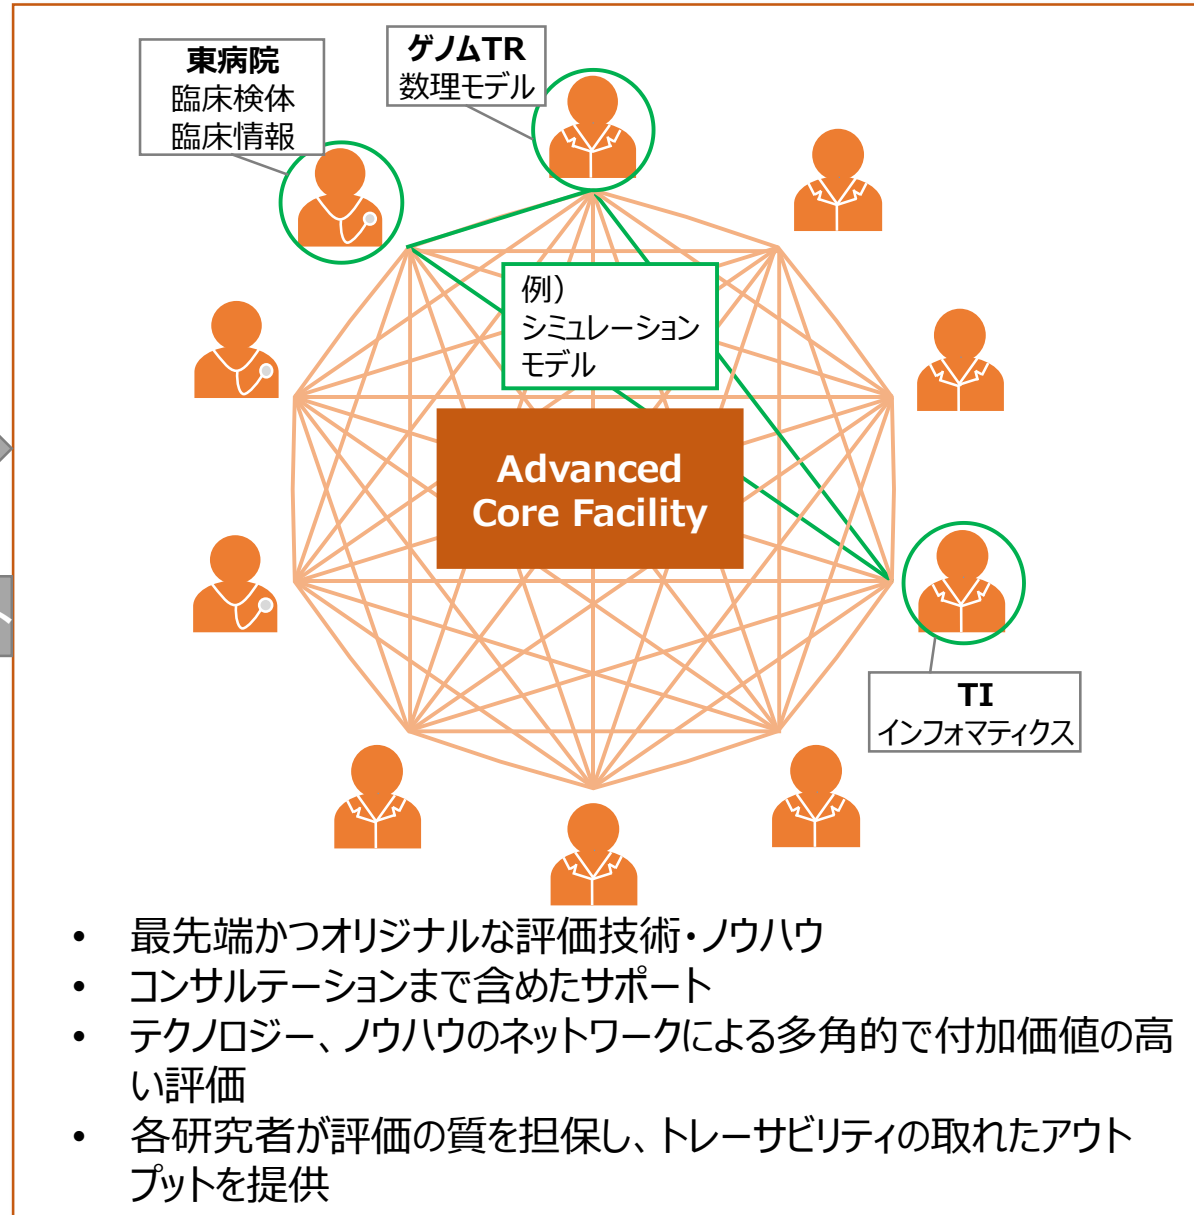 東病院
臨床検体
臨床情報
ゲノムTR
数理モデル
例）
シミュレーション
モデル
Advanced
Core Facility
TI
インフォマティクス
• 最先端かつオリジナルな評価技術・ノウハウ
• コンサルテーションまで含めたサポート
• テクノロジー、ノウハウのネットワークによる多角的で付加価値の高
い評価
• 各研究者が評価の質を担保し、トレーサビリティの取れたアウト
プットを提供